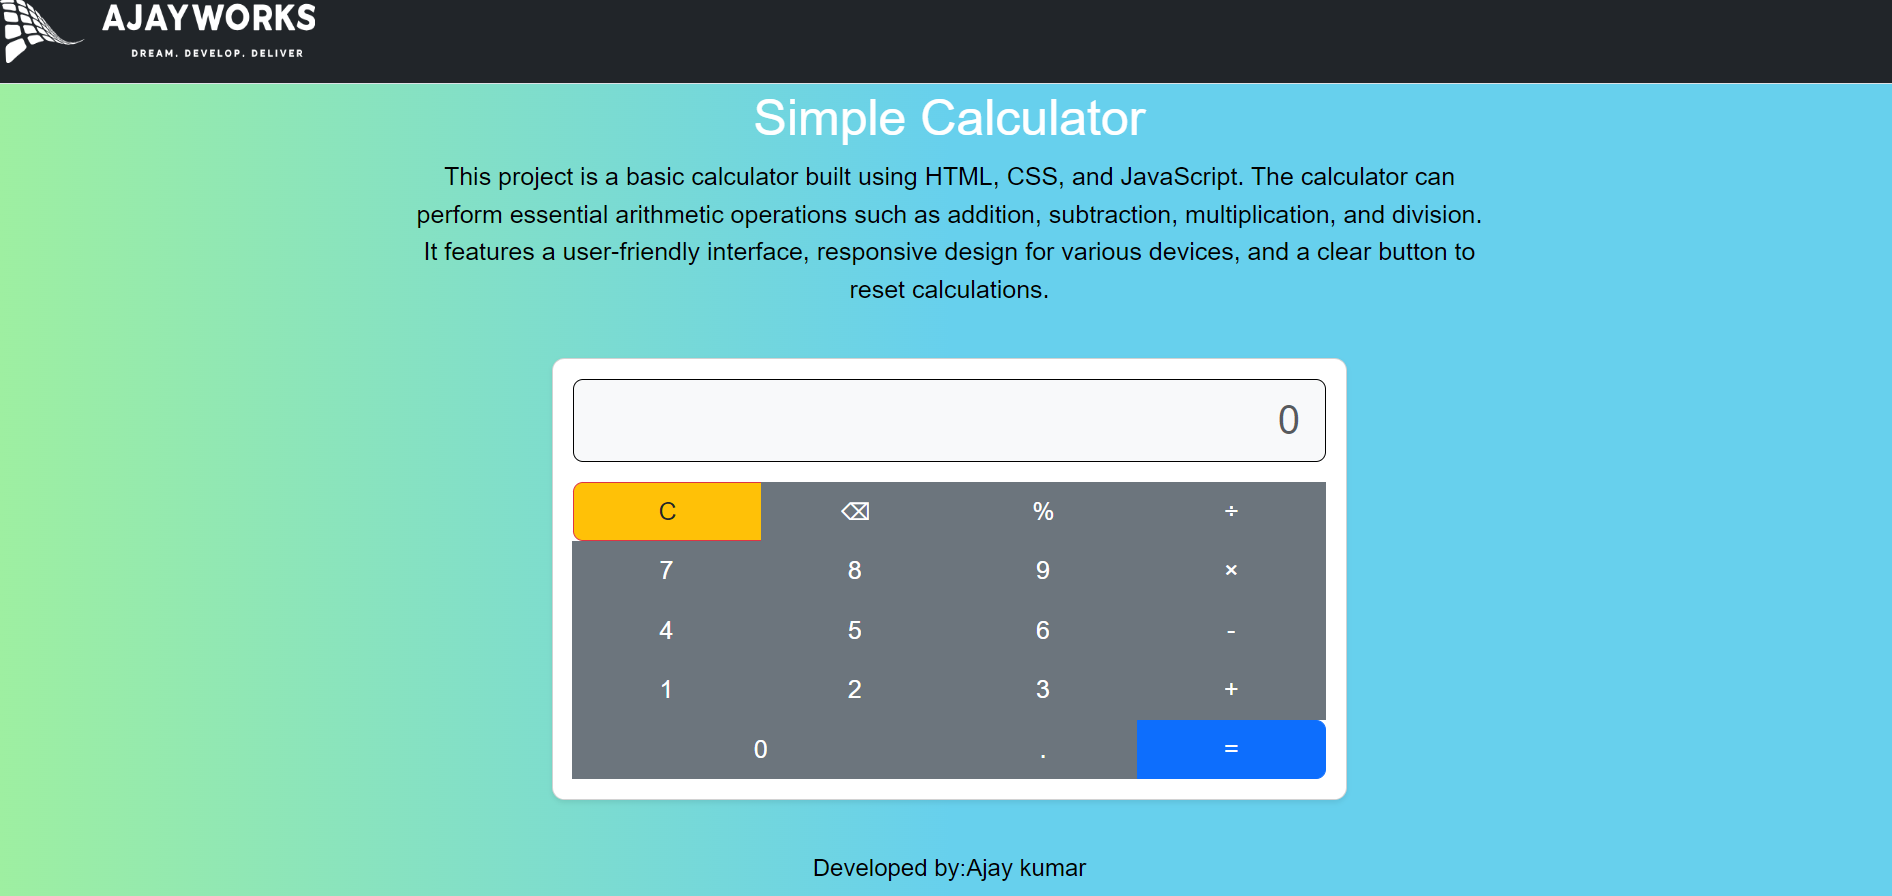 AJAYWORKS
DREAM. DEVELOP. DELIVER
Simple Calculator
This project is a basic calculator built using HTML, CSS, and JavaScript. The calculator can
perform essential arithmetic operations such as addition, subtraction, multiplication, and division.
It features a user-friendly interface, responsive design for various devices, and a clear button to
reset calculations.
0
C ⌫ % ÷
7 8 9 ×
4 5 6 -
1 2 3 +
0 . =
Developed by:Ajay kumar